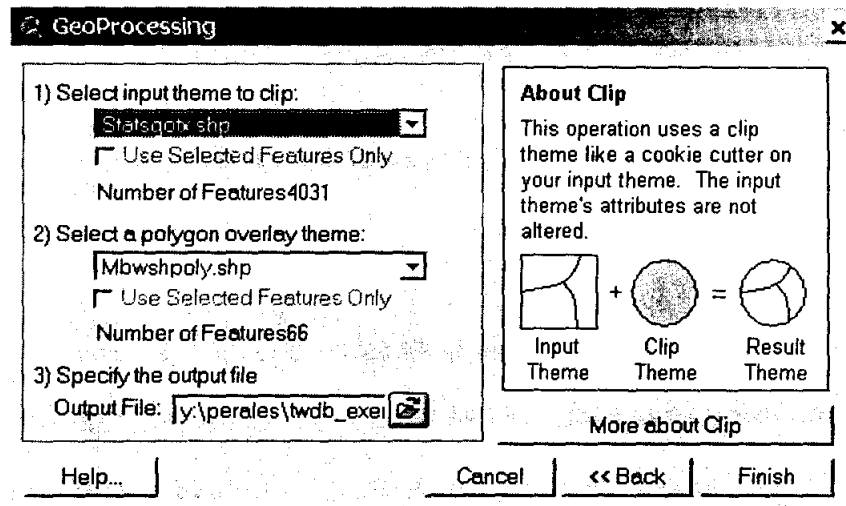 GeoProcessing
1) Select input theme to clip:
Statsgotx.shp
Use Selected Features Only
Number of Features4031
2) Select a polygon overlay theme:
Mbwshpoly.shp
Use Selected Features Only
Number of Features66
3) Specify the output file
Output File: y:\perales\twdb_exer
About Clip
This operation uses a clip
theme like a cookie cutter on
your input theme. The input
theme's attributes are not
altered.
+ =
Input Clip Result
Theme Theme Theme
More about Clip
Help... Cancel << Back Finish